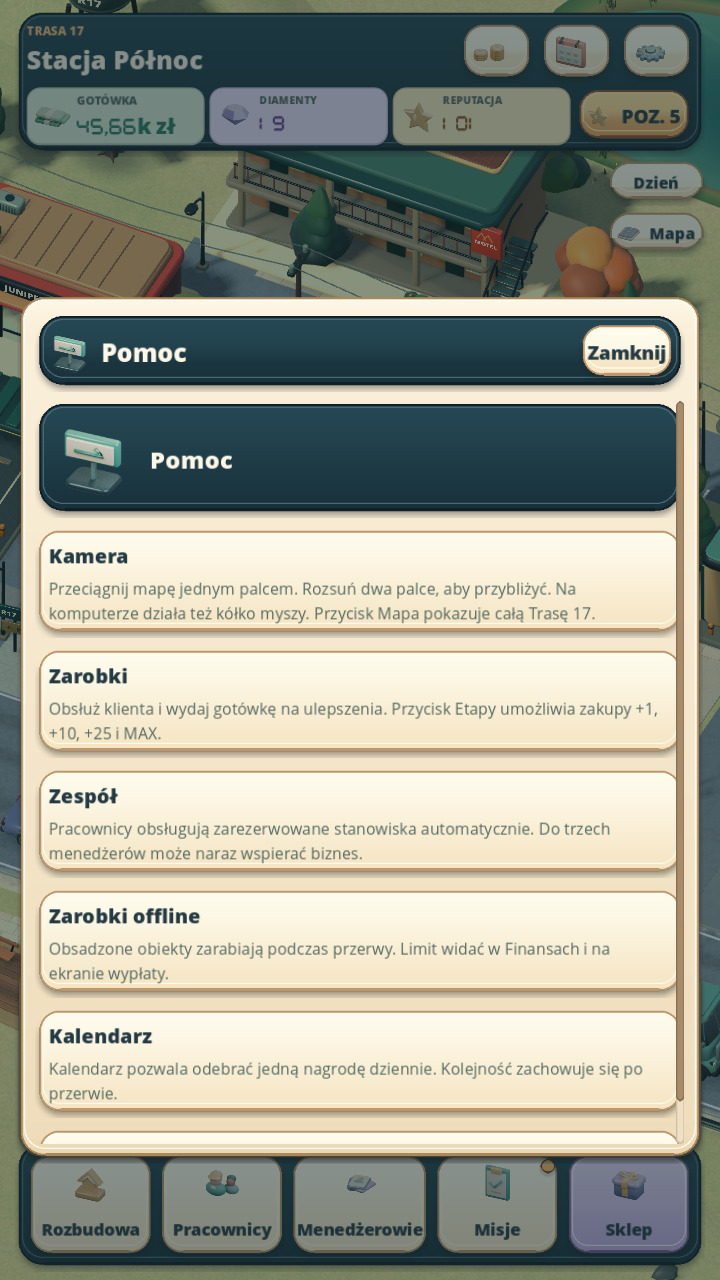 R17
TRASA 17
Stacja Północ
GOTÓWKA
45,66k zł
DIAMENTY
19
REPUTACJA
101
POZ. 5
Dzień
Mapa
MOTEL
Pomoc
Zamknij
Pomoc
Kamera
Przeciągnij mapę jednym palcem. Rozsuń dwa palce, aby przybliżyć. Na
komputerze działa też kółko myszy. Przycisk Mapa pokazuje całą Trasę 17.
R17
Zarobki
Obsłuż klienta i wydaj gotówkę na ulepszenia. Przycisk Etapy umożliwia zakupy +1,
+10, +25 i MAX.
Zespół
Pracownicy obsługują zarezerwowane stanowiska automatycznie. Do trzech
menedżerów może naraz wspierać biznes.
Zarobki offline
Obsadzone obiekty zarabiają podczas przerwy. Limit widać w Finansach i na
ekranie wypłaty.
Kalendarz
Kalendarz pozwala odebrać jedną nagrodę dziennie. Kolejność zachowuje się po
przerwie.
Rozbudowa
Pracownicy
Menedżerowie
Misje
Sklep